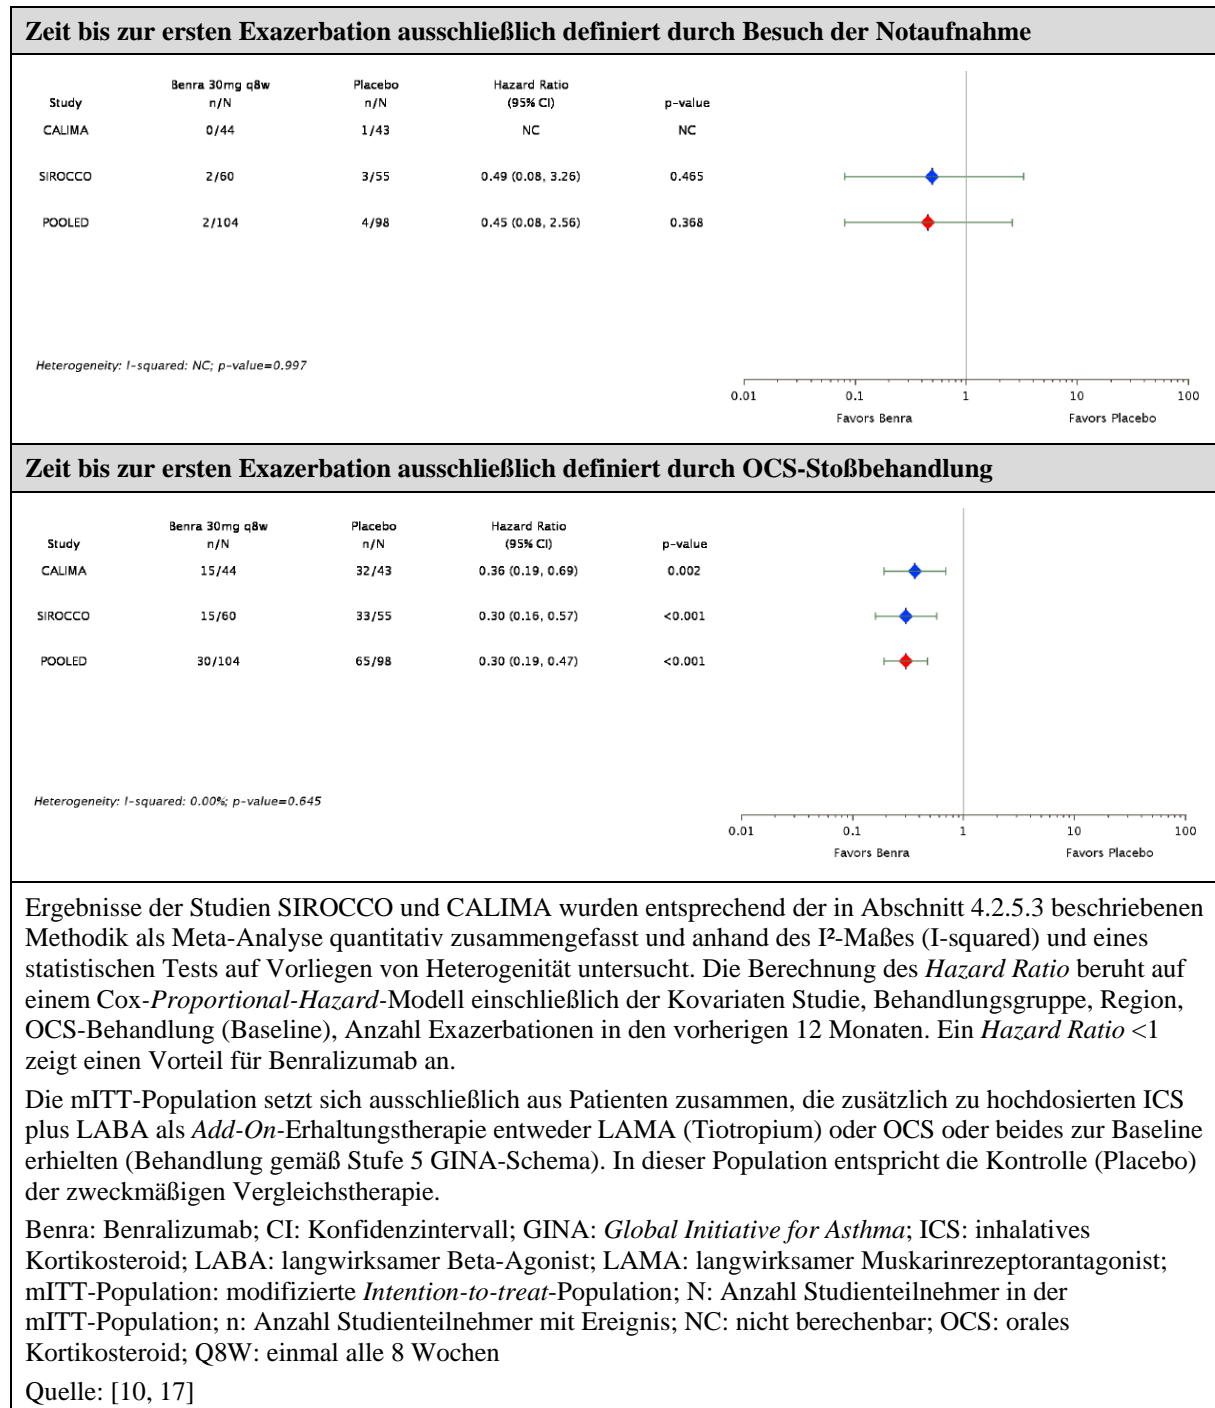 Zeit bis zur ersten Exazerbation ausschließlich definiert durch Besuch der Notaufnahme
Benra 30mg q8w Placebo Hazard Ratio
Study n/N n/N (95% CI) p-value
CALIMA 0/44 1/43 NC NC
SIROCCO 2/60 3/55 0.49 (0.08, 3.26) 0.465
POOLED 2/104 4/98 0.45 (0.08, 2.56) 0.368
Heterogeneity: I-squared: NC; p-value=0.997
0.01 0.1 1 10 100
Favors Benra Favors Placebo
Zeit bis zur ersten Exazerbation ausschließlich definiert durch OCS-Stoßbehandlung
Benra 30mg q8w Placebo Hazard Ratio
Study n/N n/N (95% CI) p-value
CALIMA 15/44 32/43 0.36 (0.19, 0.69) 0.002
SIROCCO 15/60 33/55 0.30 (0.16, 0.57) <0.001
POOLED 30/104 65/98 0.30 (0.19, 0.47) <0.001
Heterogeneity: I-squared: 0.00%; p-value=0.645
0.01 0.1 1 10 100
Favors Benra Favors Placebo
Ergebnisse der Studien SIROCCO und CALIMA wurden entsprechend der in Abschnitt 4.2.5.3 beschriebenen
Methodik als Meta-Analyse quantitativ zusammengefasst und anhand des I²-Maßes (I-squared) und eines
statistischen Tests auf Vorliegen von Heterogenität untersucht. Die Berechnung des Hazard Ratio beruht auf
einem Cox-Proportional-Hazard-Modell einschließlich der Kovariaten Studie, Behandlungsgruppe, Region,
OCS-Behandlung (Baseline), Anzahl Exazerbationen in den vorherigen 12 Monaten. Ein Hazard Ratio <1
zeigt einen Vorteil für Benralizumab an.
Die mITT-Population setzt sich ausschließlich aus Patienten zusammen, die zusätzlich zu hochdosierten ICS
plus LABA als Add-On-Erhaltungstherapie entweder LAMA (Tiotropium) oder OCS oder beides zur Baseline
erhielten (Behandlung gemäß Stufe 5 GINA-Schema). In dieser Population entspricht die Kontrolle (Placebo)
der zweckmäßigen Vergleichstherapie.
Benra: Benralizumab; CI: Konfidenzintervall; GINA: Global Initiative for Asthma; ICS: inhalatives
Kortikosteroid; LABA: langwirksamer Beta-Agonist; LAMA: langwirksamer Muskarinrezeptorantagonist;
mITT-Population: modifizierte Intention-to-treat-Population; N: Anzahl Studienteilnehmer in der
mITT-Population; n: Anzahl Studienteilnehmer mit Ereignis; NC: nicht berechenbar; OCS: orales
Kortikosteroid; Q8W: einmal alle 8 Wochen
Quelle: [10, 17]